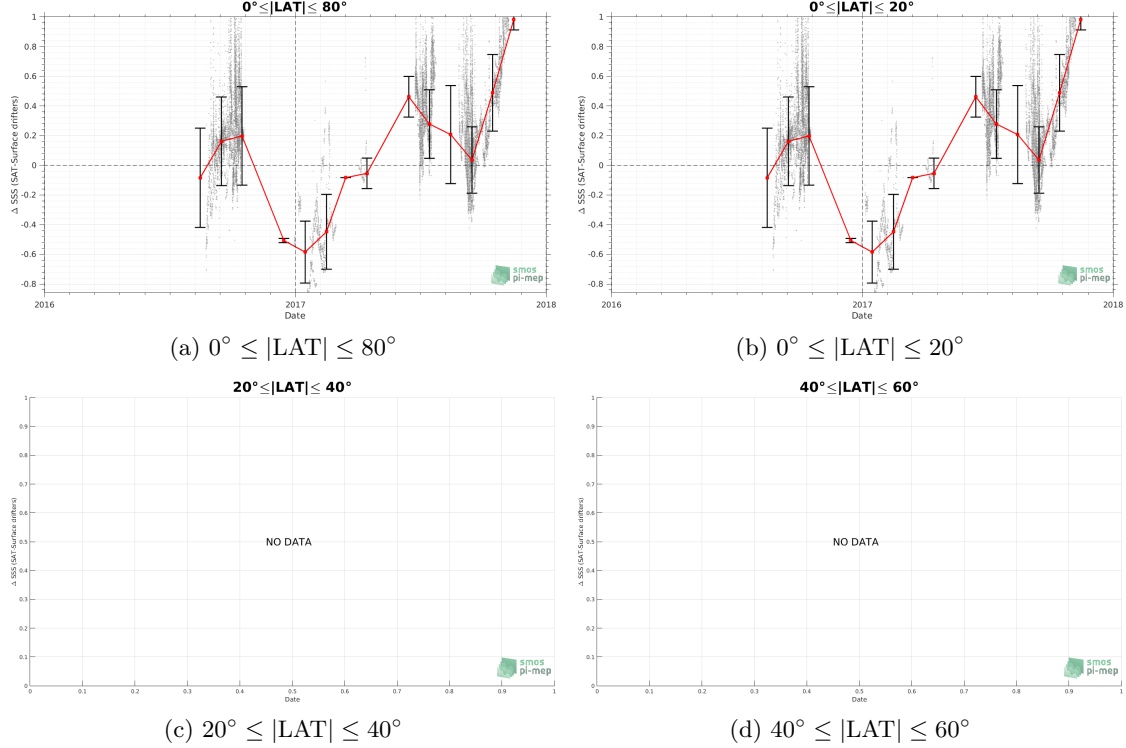 0°≤|LAT|≤ 80°
Δ SSS (SAT-Surface drifters)
1
0.8
0.6
0.4
0.2
0
-0.2
-0.4
-0.6
-0.8
2016
2017
2018
Date
smos
pi-mep
(a) 0° ≤ |LAT| ≤ 80°
0°≤|LAT|≤ 20°
Δ SSS (SAT-Surface drifters)
1
0.8
0.6
0.4
0.2
0
-0.2
-0.4
-0.6
-0.8
2016
2017
2018
Date
smos
pi-mep
(b) 0° ≤ |LAT| ≤ 20°
20°≤|LAT|≤ 40°
Δ SSS (SAT-Surface drifters)
1
0.9
0.8
0.7
0.6
0.5
0.4
0.3
0.2
0.1
0
NO DATA
smos
pi-mep
0 0.1 0.2 0.3 0.4 0.5 0.6 0.7 0.8 0.9 1
Date
(c) 20° ≤ |LAT| ≤ 40°
40°≤|LAT|≤ 60°
Δ SSS (SAT-Surface drifters)
1
0.9
0.8
0.7
0.6
0.5
0.4
0.3
0.2
0.1
0
NO DATA
smos
pi-mep
0 0.1 0.2 0.3 0.4 0.5 0.6 0.7 0.8 0.9 1
Date
(d) 40° ≤ |LAT| ≤ 60°